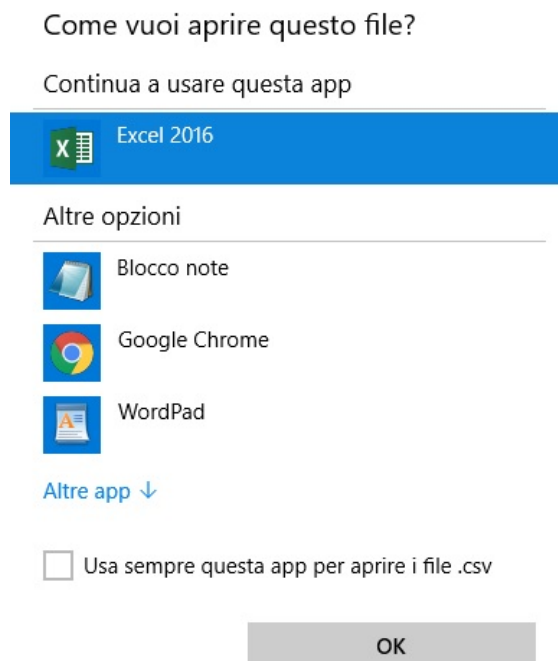 Come vuoi aprire questo file?
Continua a usare questa app
Excel 2016
Altre opzioni
Blocco note
Google Chrome
WordPad
Altre app ↓
Usa sempre questa app per aprire i file .csv
OK